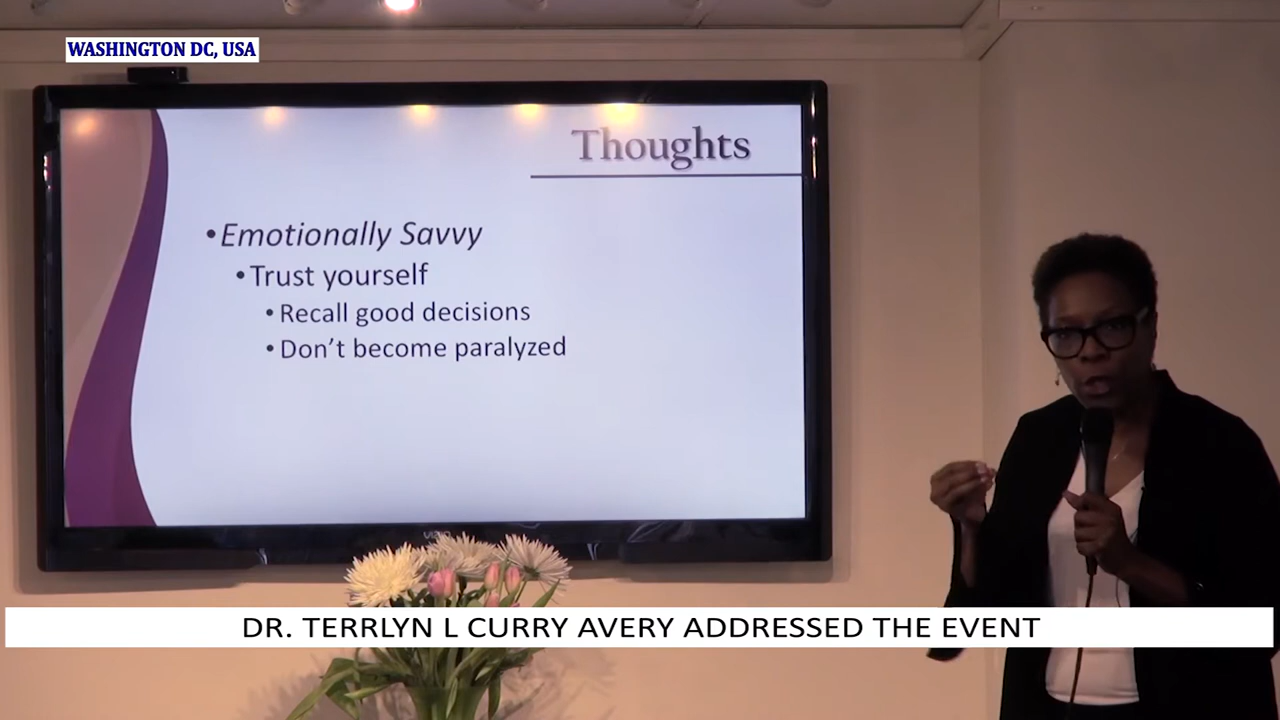 WASHINGTON DC, USA
Thoughts
•Emotionally Savvy
•Trust yourself
•Recall good decisions
•Don't become paralyzed
VIZIO
DR. TERRLYN L CURRY AVERY ADDRESSED THE EVENT